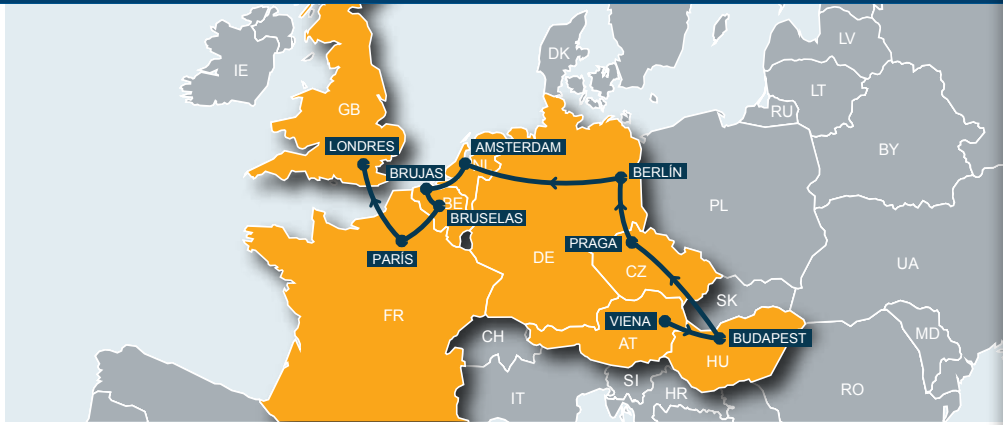 IE
GB
DK
LV
LT
RU
BY
LONDRES
AMSTERDAM
NL
BRUJAS
BE
BRUSELAS
BERLÍN
PL
PARÍS
PRAGA
CZ
DE
UA
SK
FR
VIENA
BUDAPEST
CH
AT
HU
MD
SI
HR
IT
RO